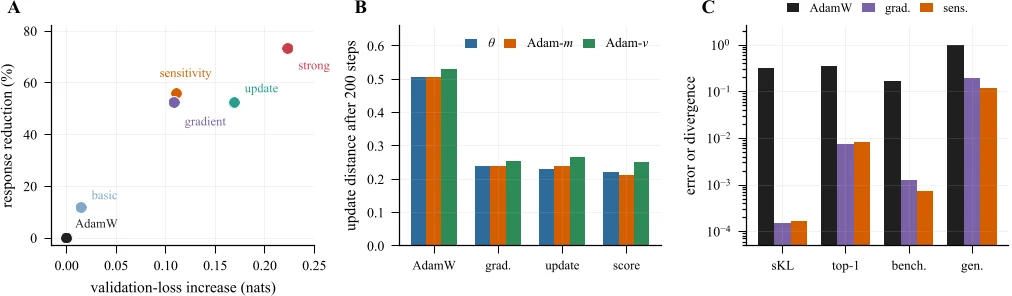 A
response reduction (%)
80
60
40
20
0
strong
sensitivity
update
gradient
basic
AdamW
0.00 0.05 0.10 0.15 0.20 0.25
validation-loss increase (nats)
B
θ Adam-m Adam-v
update distance after 200 steps
0.6
0.5
0.4
0.3
0.2
0.1
0.0
AdamW grad. update score
C
AdamW grad. sens.
error or divergence
10⁰
10⁻¹
10⁻²
10⁻³
10⁻⁴
sKL top-1 bench. gen.